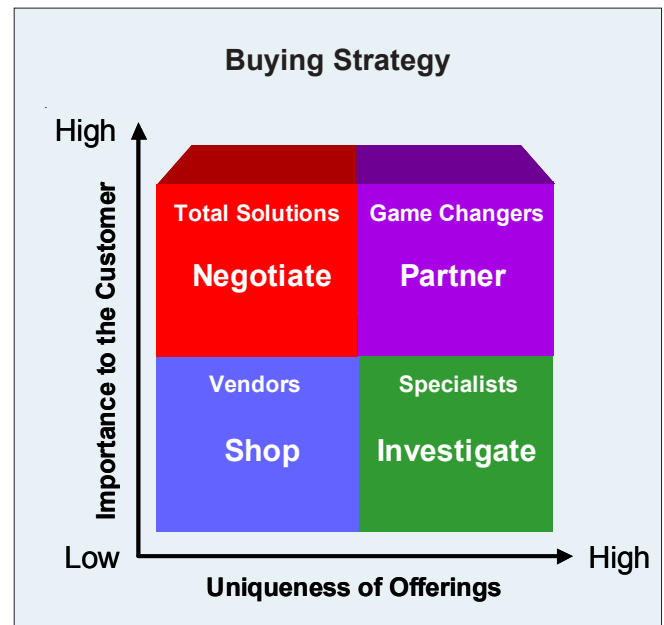 Buying Strategy
High
Importance to the Customer
Total Solutions
Game Changers
Negotiate
Partner
Vendors
Specialists
Shop
Investigate
Low
High
Uniqueness of Offerings